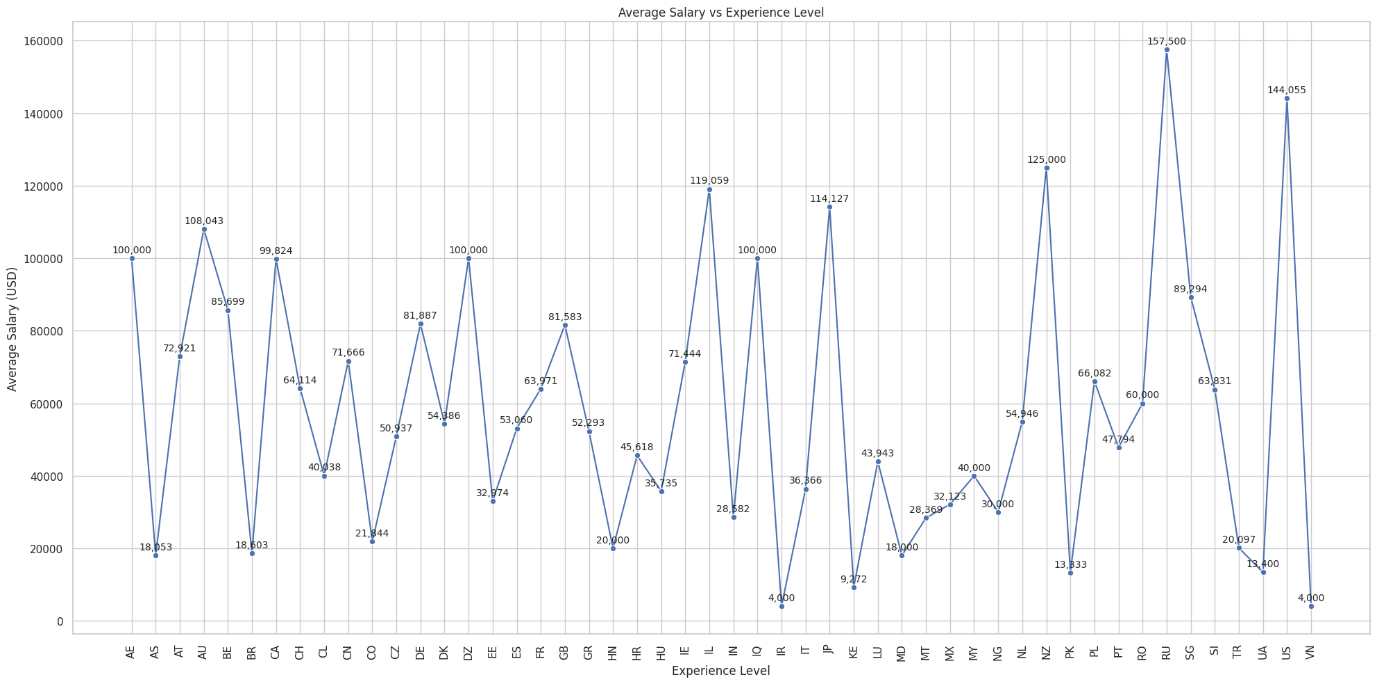 Average Salary vs Experience Level
Average Salary (USD)
160000
140000
120000
100000
80000
60000
40000
20000
0
100,000
18,053
72,921
108,043
85,699
18,603
99,824
64,114
40,038
71,666
21,844
50,937
81,887
54,386
100,000
32,974
53,060
63,971
81,583
52,293
20,000
45,618
35,735
71,444
119,059
28,582
100,000
4,000
36,366
114,127
9,272
43,943
18,000
28,369
32,123
40,000
30,000
54,946
125,000
13,333
66,082
47,794
60,000
157,500
89,294
63,831
20,097
13,400
144,055
4,000
AE
AS
AT
AU
BE
BR
CA
CH
CL
CN
CO
CZ
DE
DK
DZ
EE
ES
FR
GB
GR
HN
HR
HU
IE
IL
IN
IQ
IR
IT
JP
KE
LU
MD
MT
MX
MY
NG
NL
NZ
PK
PL
PT
RO
RU
SG
SI
TR
UA
US
VN
Experience Level